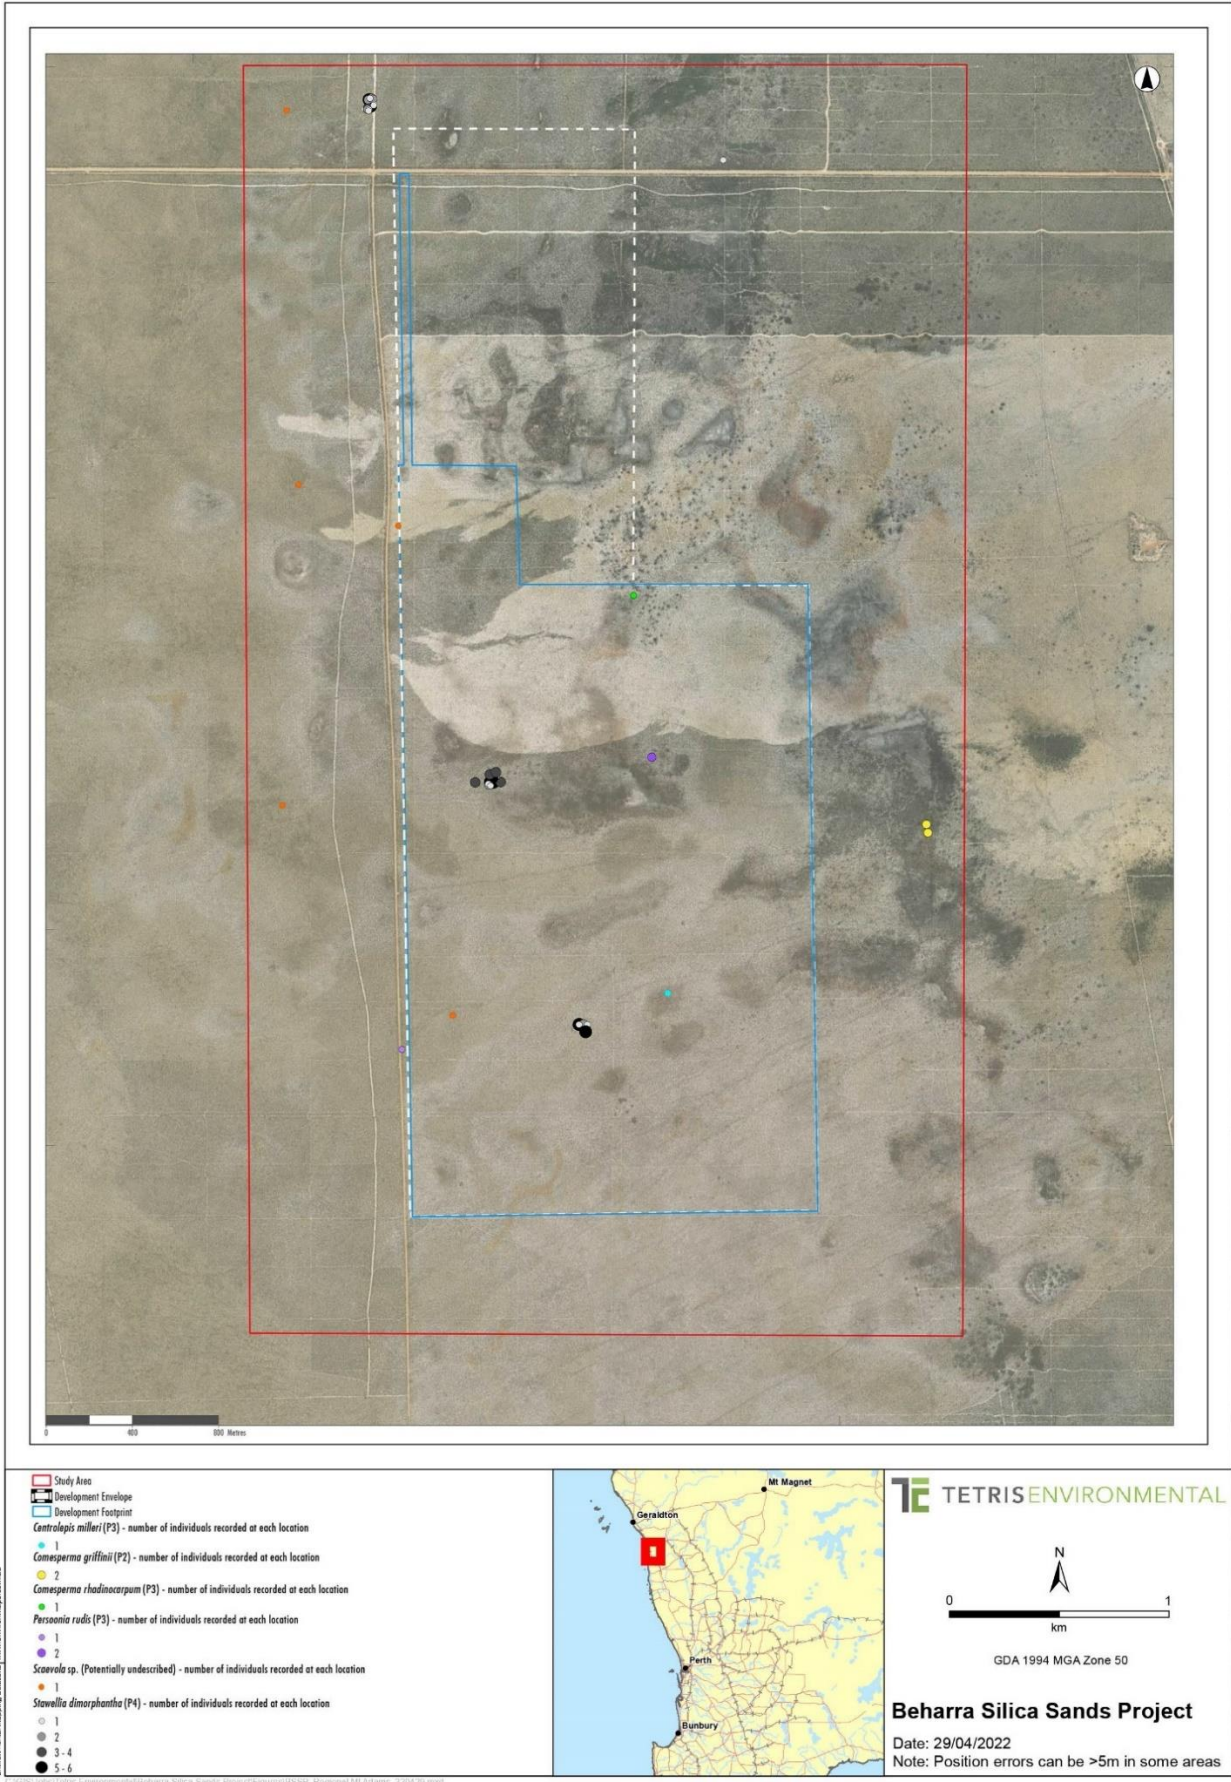 0 400 800 Metres
Study Area
Development Envelope
Development Footprint
Centrolepis milleri (P3) - number of individuals recorded at each location
1
Comesperma griffinii (P2) - number of individuals recorded at each location
2
Comesperma rhadinocarpum (P3) - number of individuals recorded at each location
1
Persoonia rudis (P3) - number of individuals recorded at each location
1
2
Scaevola sp. (Potentially undescribed) - number of individuals recorded at each location
1
Stawellia dimorphantha (P4) - number of individuals recorded at each location
1
2
3 - 4
5 - 6
Mt Magnet
Geraldton
Perth
Bunbury
TETRIS ENVIRONMENTAL
N
0 1
km
GDA 1994 MGA Zone 50
Beharra Silica Sands Project
Date: 29/04/2022
Note: Position errors can be >5m in some areas